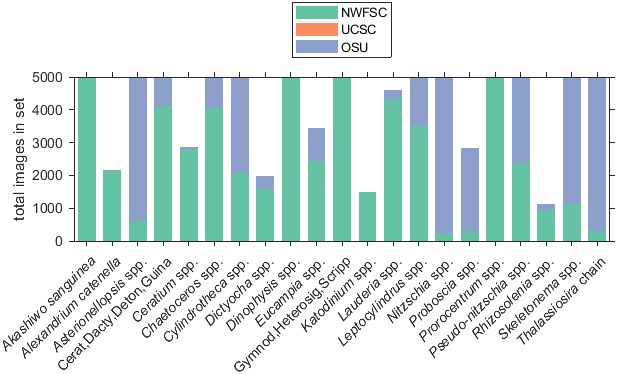 NWFSC
UCSC
OSU
total images in set
5000
4000
3000
2000
1000
0
Akashiwo sanguinea
Alexandrium catenella
Asterionellopsis spp.
Cerat,Dacty,Deton,Guina
Ceratium spp.
Chaetoceros spp.
Cylindrotheca spp.
Dictyocha spp.
Dinophysis spp.
Eucampia spp.
Gymnod,Heterosig,Scripp
Katodinium spp.
Lauderia spp.
Leptocylindrus spp.
Nitzschia spp.
Proboscia spp.
Prorocentrum spp.
Pseudo-nitzschia spp.
Rhizosolenia spp.
Skeletonema spp.
Thalassiosira chain